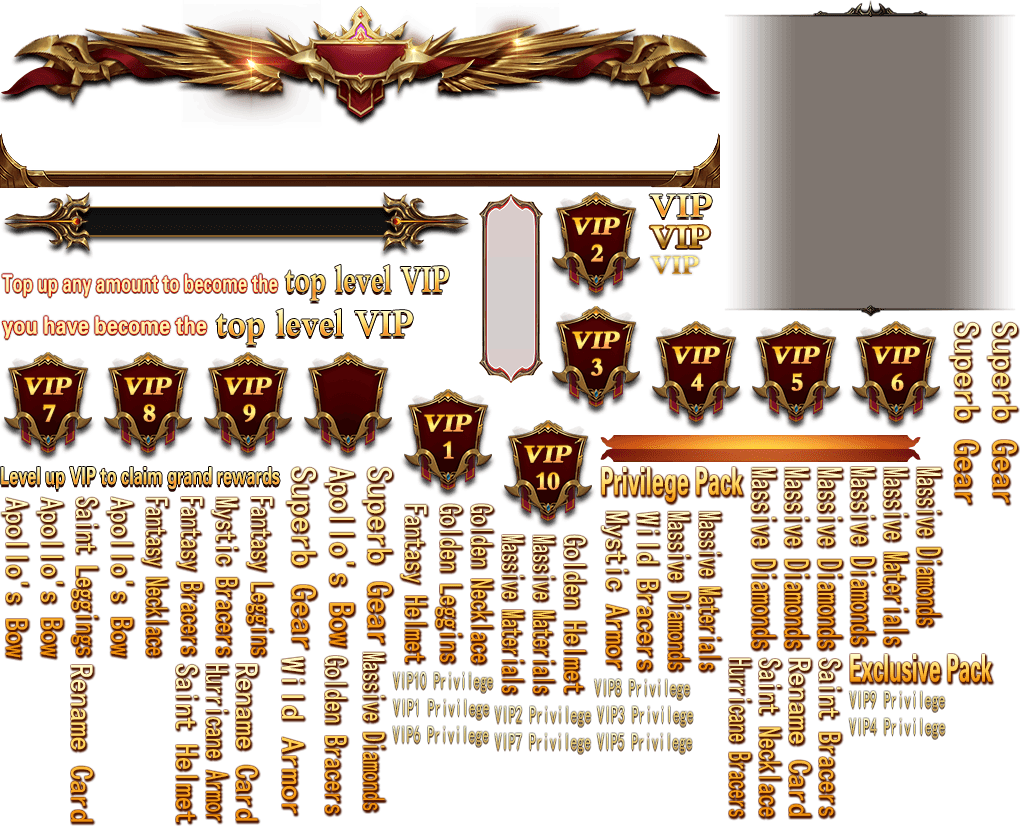 VIP
2
VIP
VIP
VIP
Top up any amount to become the top level VIP
you have become the top level VIP
VIP
3
VIP
4
VIP
5
VIP
6
Superb Gear
Superb Gear
VIP
7
VIP
8
VIP
9
VIP
1
VIP
10
Level up VIP to claim grand rewards
Privilege Pack
Apollo's Bow
Apollo's Bow
Saint Leggings
Apollo's Bow
Fantasy Necklace
Fantasy Bracers
Mystic Bracers
Fantasy Leggins
Superb Gear
Apollo's Bow
Superb Gear
Fantasy Helmet
Golden Leggins
Golden Necklace
Massive Materials
Massive Materials
Golden Helmet
Mystic Armor
Wild Bracers
Massive Diamonds
Massive Materials
Massive Diamonds
Massive Diamonds
Massive Diamonds
Massive Diamonds
Massive Materials
Massive Diamonds
Rename Card
Saint Helmet
Hurricane Armor
Rename Card
Wild Armor
Golden Bracers
Massive Diamonds
VIP10 Privilege
VIP1 Privilege
VIP6 Privilege
VIP2 Privilege
VIP7 Privilege
VIP8 Privilege
VIP3 Privilege
VIP5 Privilege
Hurricane Bracers
Saint Necklace
Rename Card
Saint Bracers
Exclusive Pack
VIP9 Privilege
VIP4 Privilege